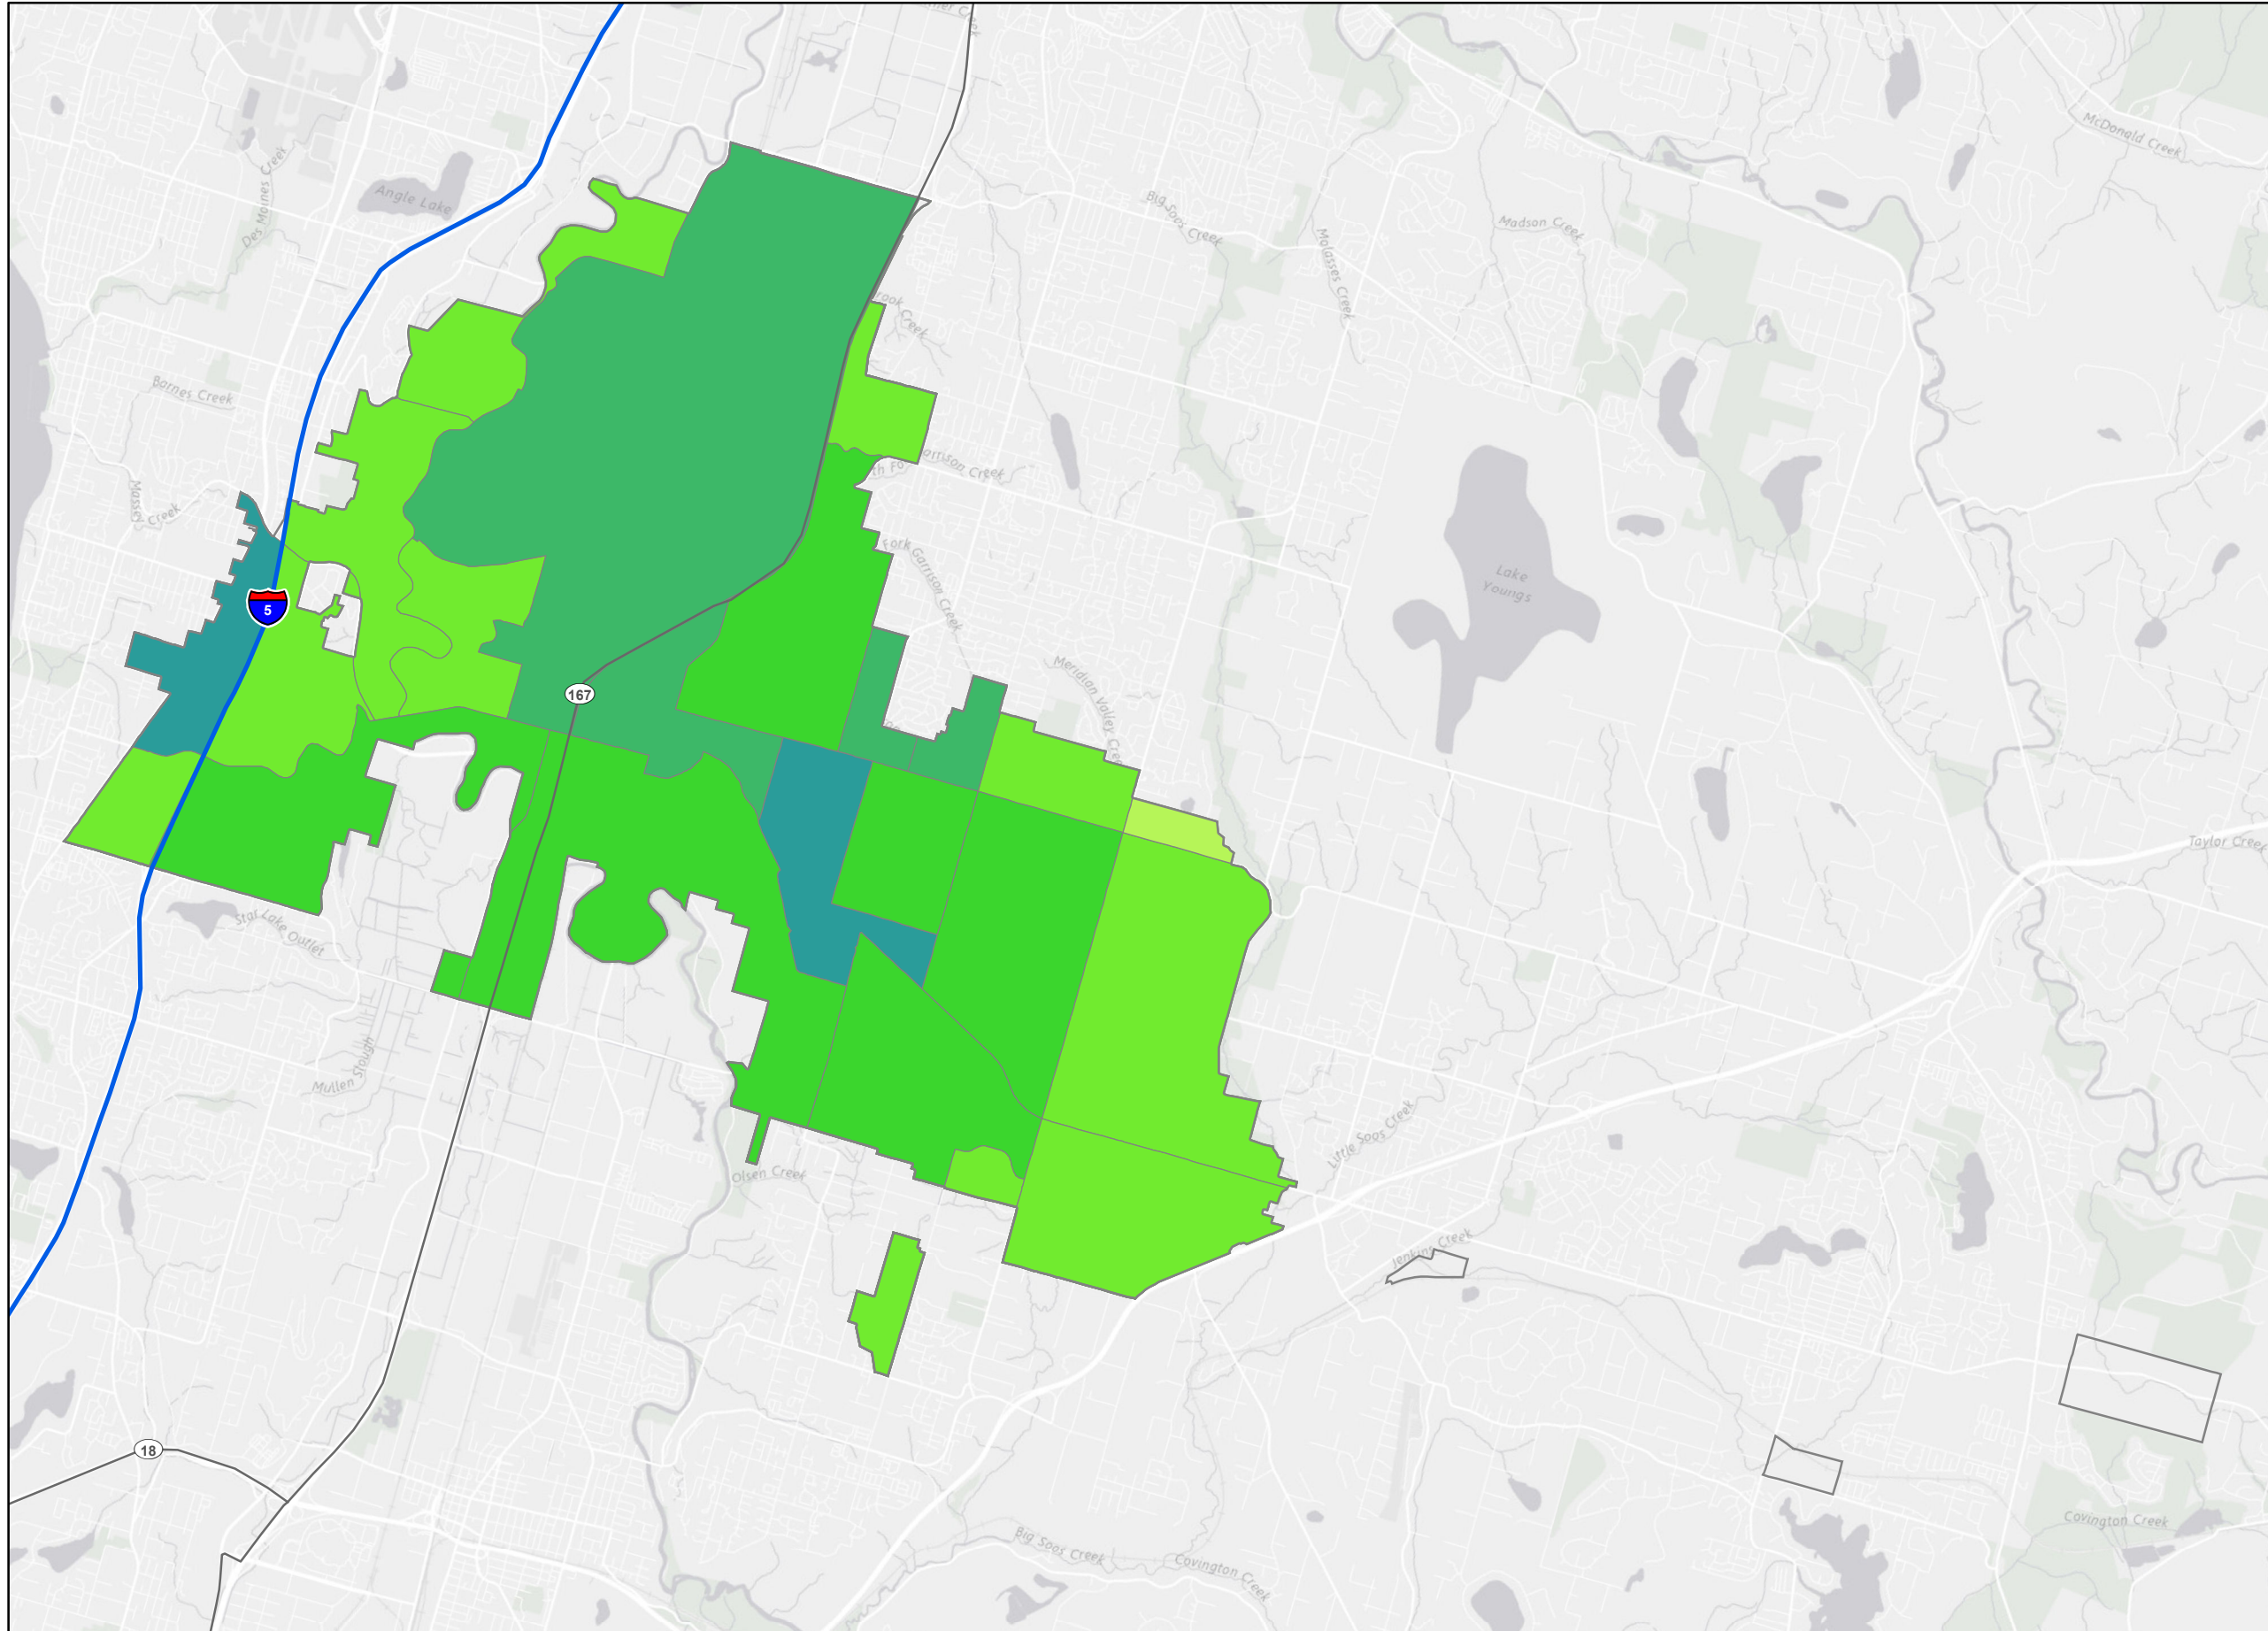 McDonald Creek
Angle Lake
Des Moines Creek
Big Soos Creek
Madson Creek
Molasses Creek
Creek
Barnes Creek
Massey Creek
Garrison Creek
Fork Garrison Creek
Lake
Youngs
5
Meridian Valley Creek
167
Taylor Creek
Star Lake Outlet
Mullen Slough
Little Soos Creek
Olsen Creek
Jenkins Creek
18
Covington Creek
Big Soos Creek
Covington Creek